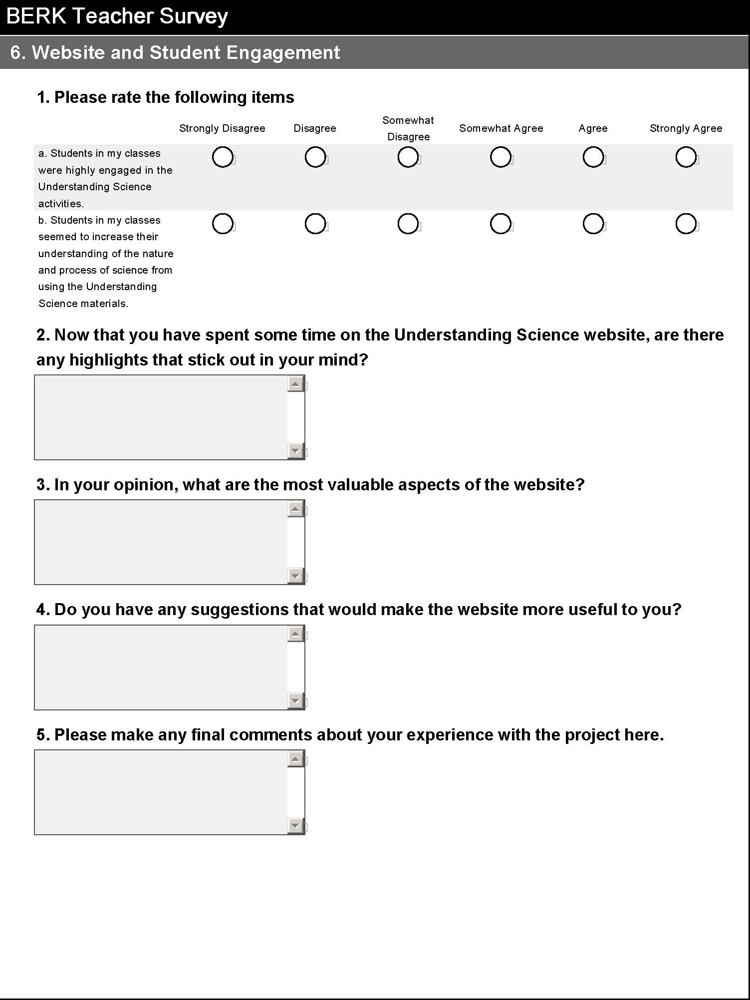 BERK Teacher Survey
6. Website and Student Engagement
1. Please rate the following items
Strongly Disagree Disagree Somewhat Disagree Somewhat Agree Agree Strongly Agree
a. Students in my classes
were highly engaged in the
Understanding Science
activities.
b. Students in my classes
seemed to increase their
understanding of the nature
and process of science from
using the Understanding
Science materials.
2. Now that you have spent some time on the Understanding Science website, are there
any highlights that stick out in your mind?
3. In your opinion, what are the most valuable aspects of the website?
4. Do you have any suggestions that would make the website more useful to you?
5. Please make any final comments about your experience with the project here.